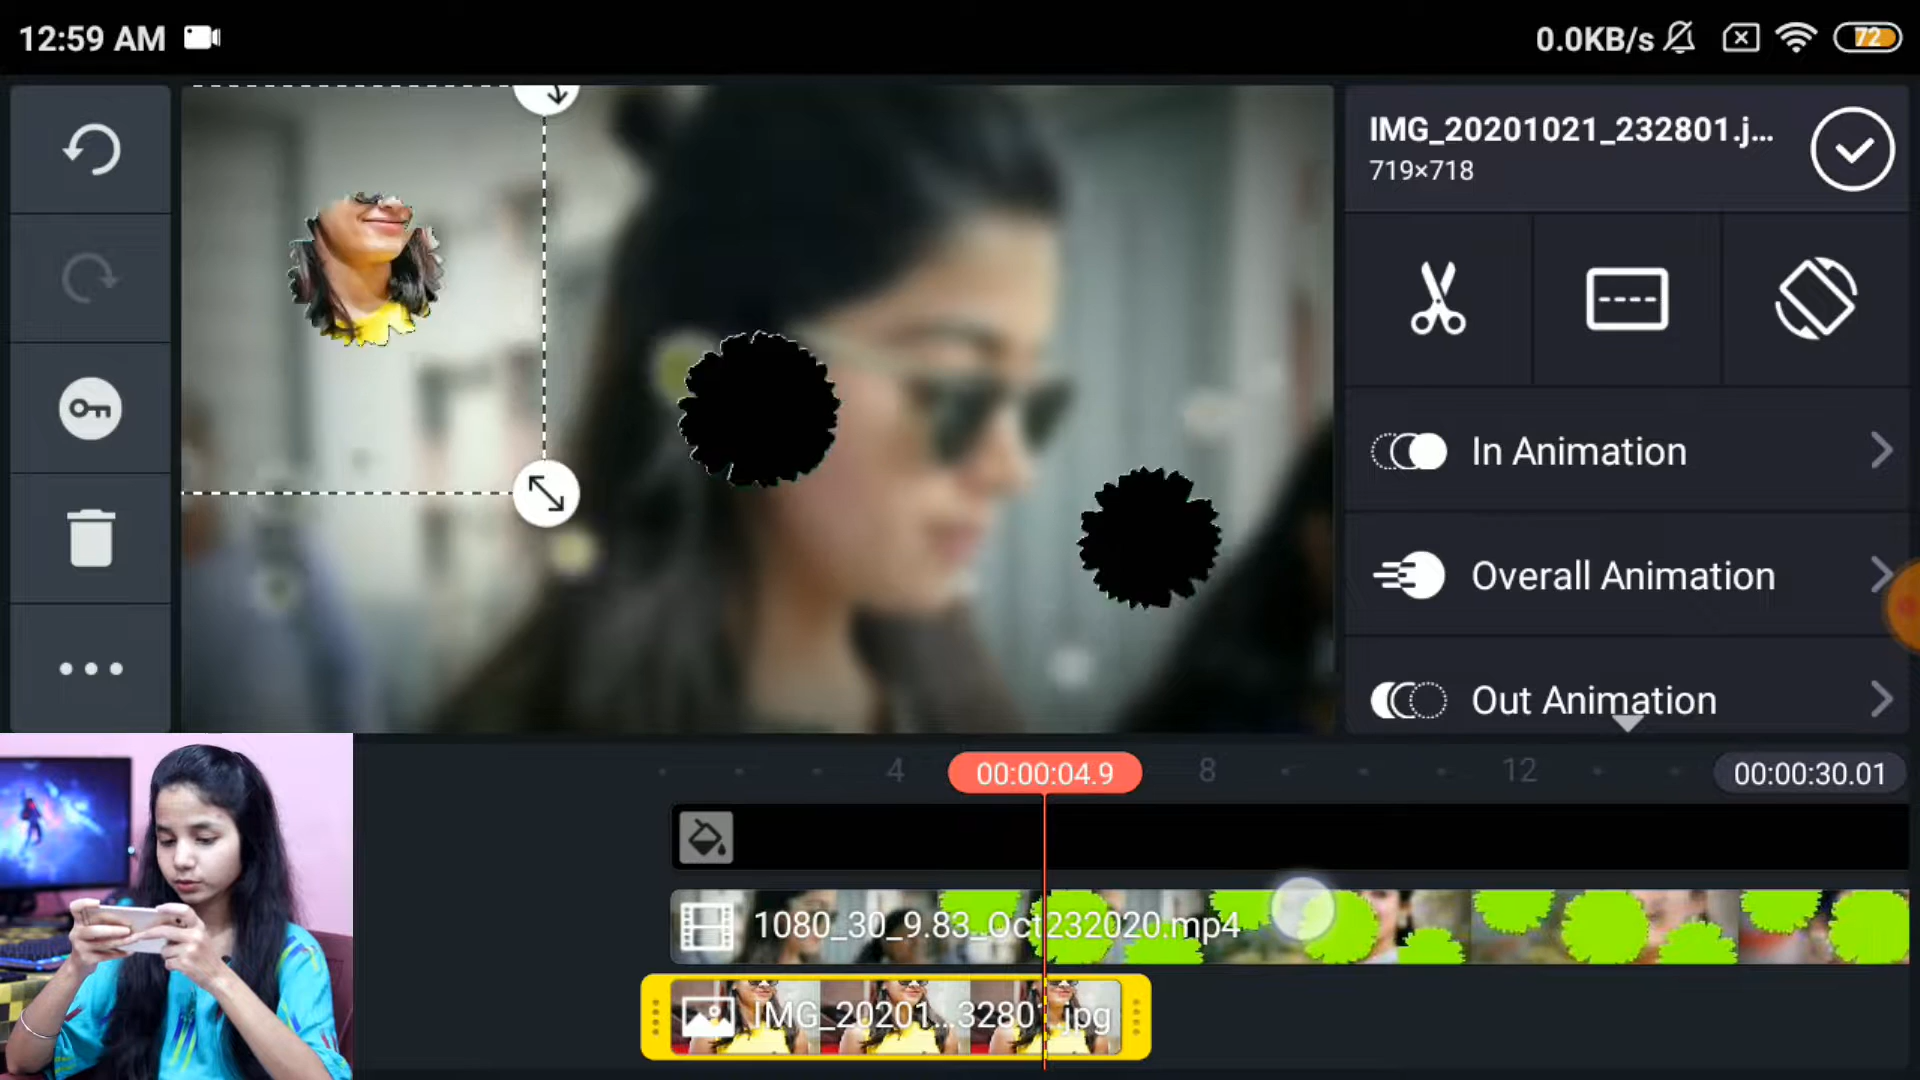 12:59 AM
0.0KB/s
72
IMG_20201021_232801.j...
719×718
In Animation
Overall Animation
Out Animation
4
00:00:04.9
8
12
00:00:30.01
1080_30_9.83_Oct232020.mp4
IMG_20201...32801.jpg